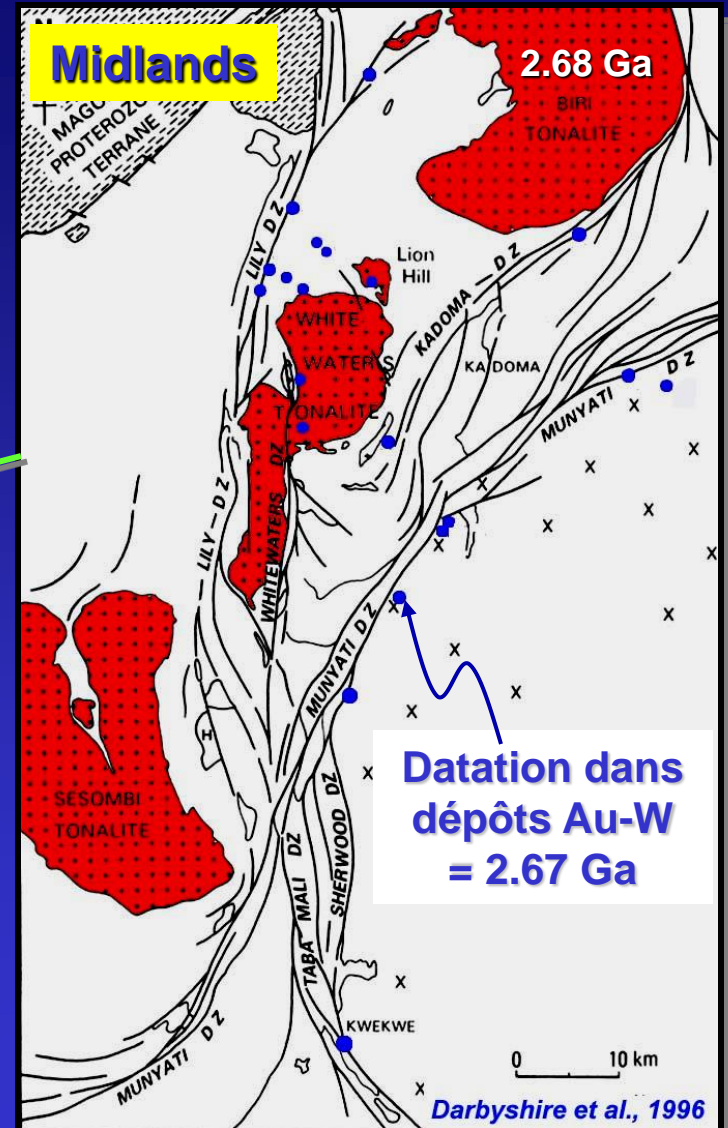 N
Midlands
2.68 Ga
BIRI
TONALITE
PROTEROZO
TERRANE
LILY DZ
Lion
Hill
KADOMA - DZ
WHITE
WATERS
TONALITE
KADOMA
MUNYATI DZ
LILY - DZ
WHITEWATERS DZ
MUNYATI DZ
H
Datation dans
dépôts Au-W
= 2.67 Ga
SESOMBI
TONALITE
TABA MALI DZ
SHERWOOD DZ
KWEKWE
MUNYATI DZ
0 10 km
Darbyshire et al., 1996